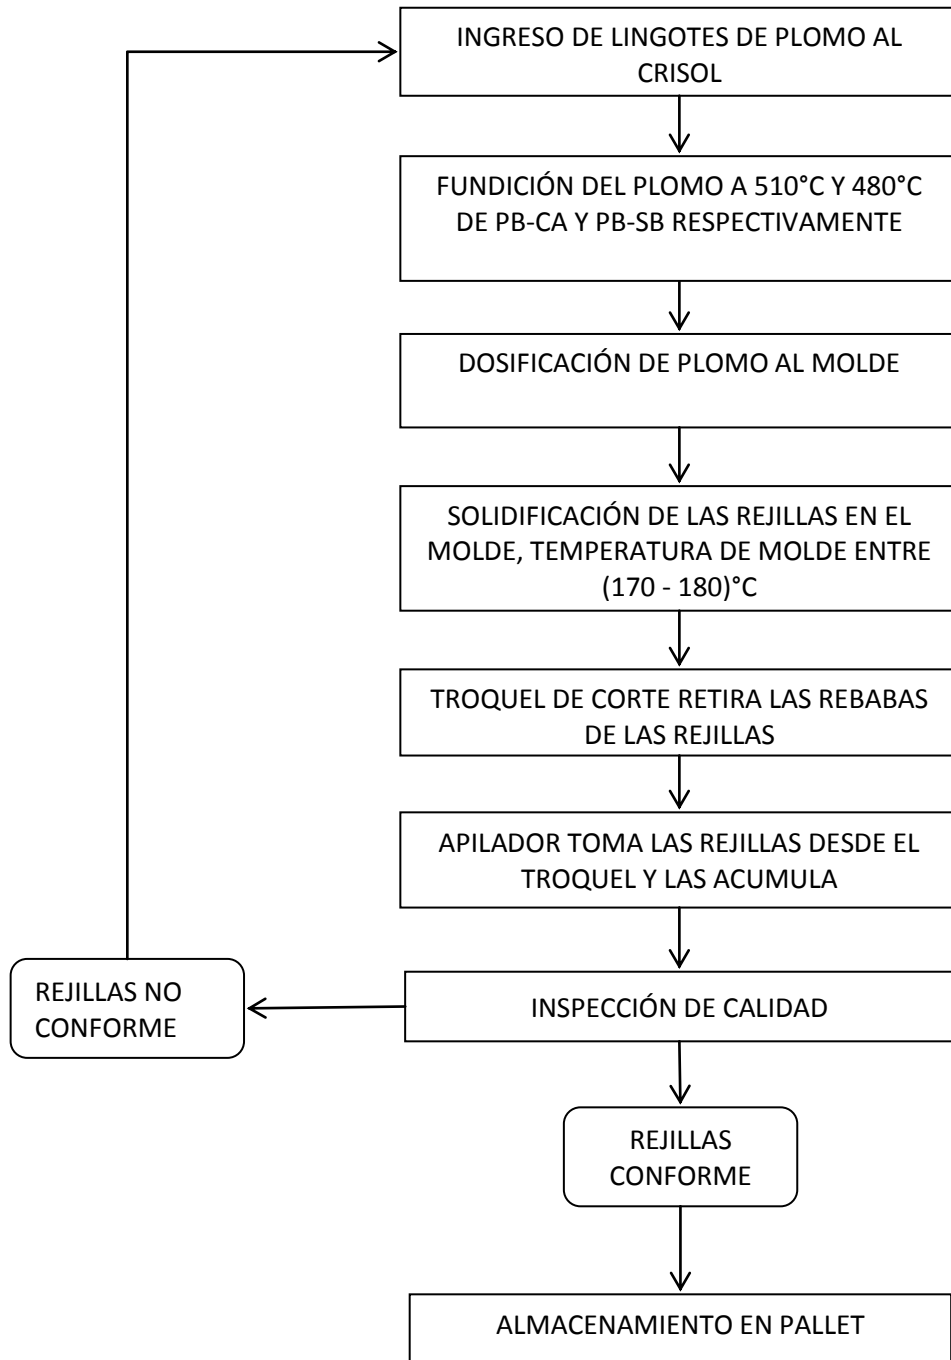 INGRESO DE LINGOTES DE PLOMO AL
CRISOL
FUNDICIÓN DEL PLOMO A 510°C Y 480°C
DE PB-CA Y PB-SB RESPECTIVAMENTE
DOSIFICACIÓN DE PLOMO AL MOLDE
SOLIDIFICACIÓN DE LAS REJILLAS EN EL
MOLDE, TEMPERATURA DE MOLDE ENTRE
(170 - 180)°C
TROQUEL DE CORTE RETIRA LAS REBABAS
DE LAS REJILLAS
APILADOR TOMA LAS REJILLAS DESDE EL
TROQUEL Y LAS ACUMULA
REJILLAS NO
CONFORME
INSPECCIÓN DE CALIDAD
REJILLAS
CONFORME
ALMACENAMIENTO EN PALLET